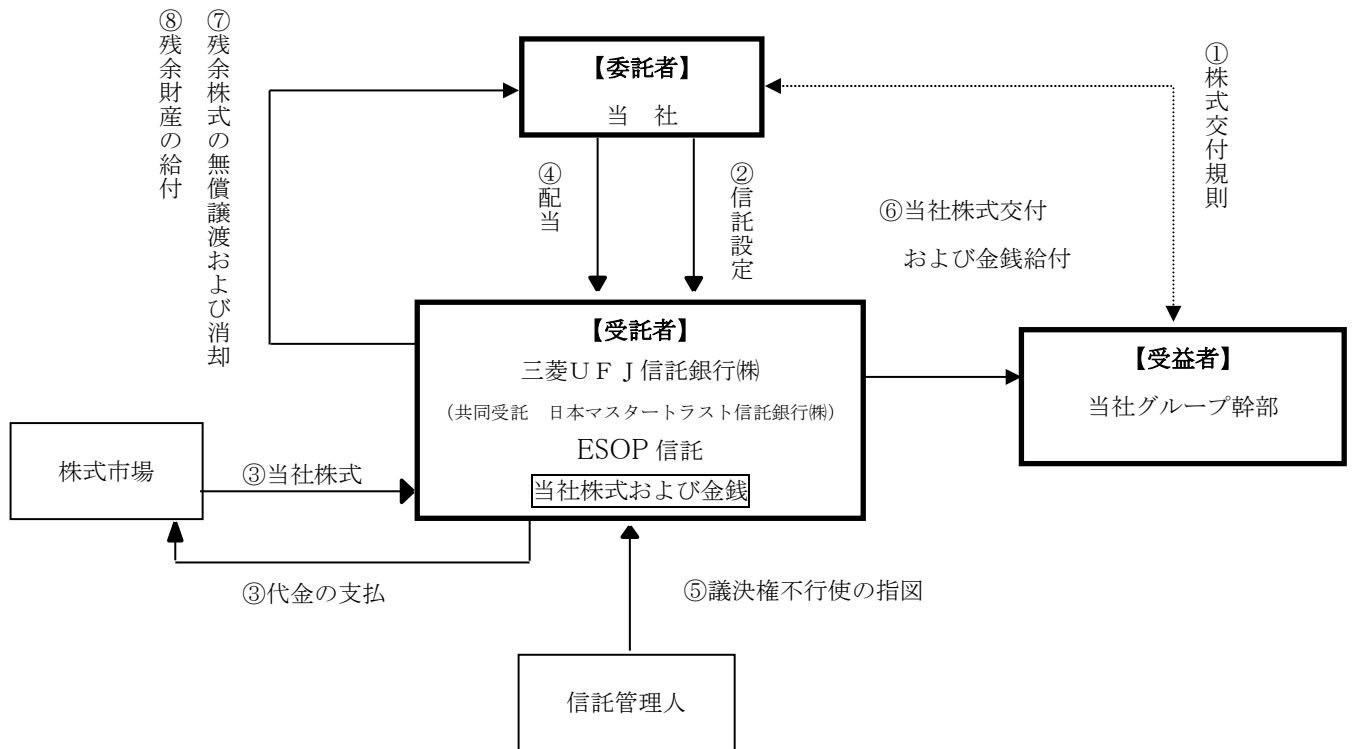 ⑧残余財産の給付
⑦残余株式の無償譲渡および消却
【委託者】
当 社
①株式交付規則
④配当
②信託設定
⑥当社株式交付
および金銭給付
【受託者】
三菱UFJ信託銀行㈱
(共同受託 日本マスタートラスト信託銀行㈱)
ESOP 信託
当社株式および金銭
【受益者】
当社グループ幹部
株式市場
③当社株式
③代金の支払
⑤議決権不行使の指図
信託管理人